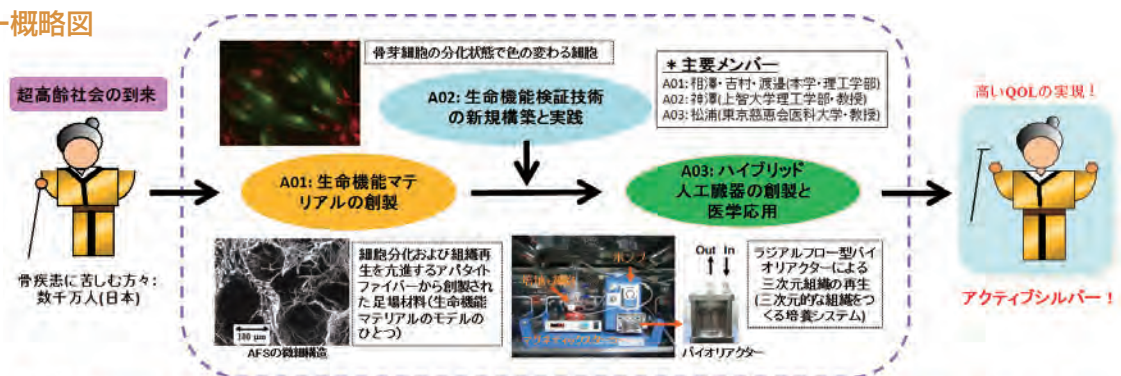 概略図
超高齢社会の到来
骨疾患に苦しむ方々:
数千万人(日本)
骨芽細胞の分化状態で色の変わる細胞
A02: 生命機能検証技術
の新規構築と実践
* 主要メンバー
A01: 相澤・吉村・渡邉(本学・理工学部)
A02: 神澤(上智大学理工学部・教授)
A03: 松浦(東京慈恵会医科大学・教授)
A01: 生命機能マテ
リアルの創製
A03: ハイブリッド
人工臓器の創製と
医学応用
100 μm
AFSの微細構造
細胞分化および組織再
生を亢進するアパタイト
ファイバーから創製され
た足場材料(生命機能
マテリアルのモデルの
ひとつ)
ポンプ
マグネティックスターラー
Out In
バイオリアクター
ラジアルフロー型バイ
オリアクターによる
三次元組織の再生
(三次元的な組織をつ
くる培養システム)
高いQOLの実現!
アクティブシルバー!